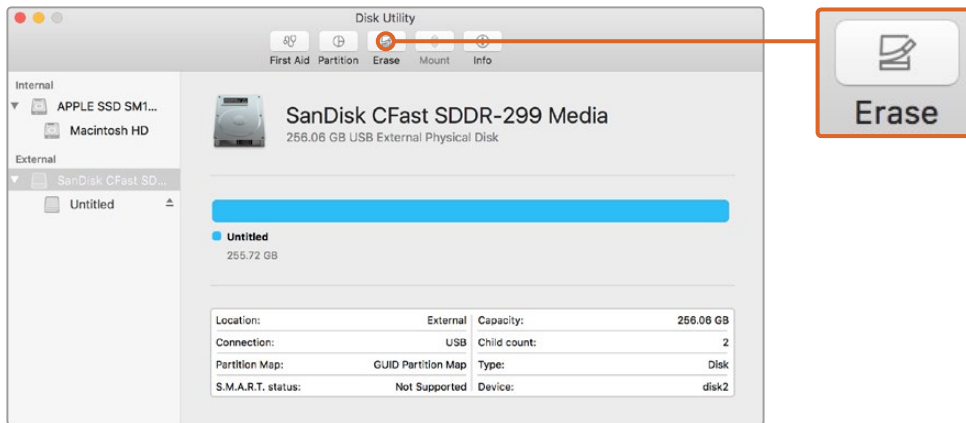 Disk Utility
First Aid Partition Erase Mount Info
Erase
Internal
APPLE SSD SM1...
Macintosh HD
External
SanDisk CFast SD...
Untitled
SanDisk CFast SDDR-299 Media
256.06 GB USB External Physical Disk
Untitled
255.72 GB
Location: External Capacity: 256.06 GB
Connection: USB Child count: 2
Partition Map: GUID Partition Map Type: Disk
S.M.A.R.T. status: Not Supported Device: disk2